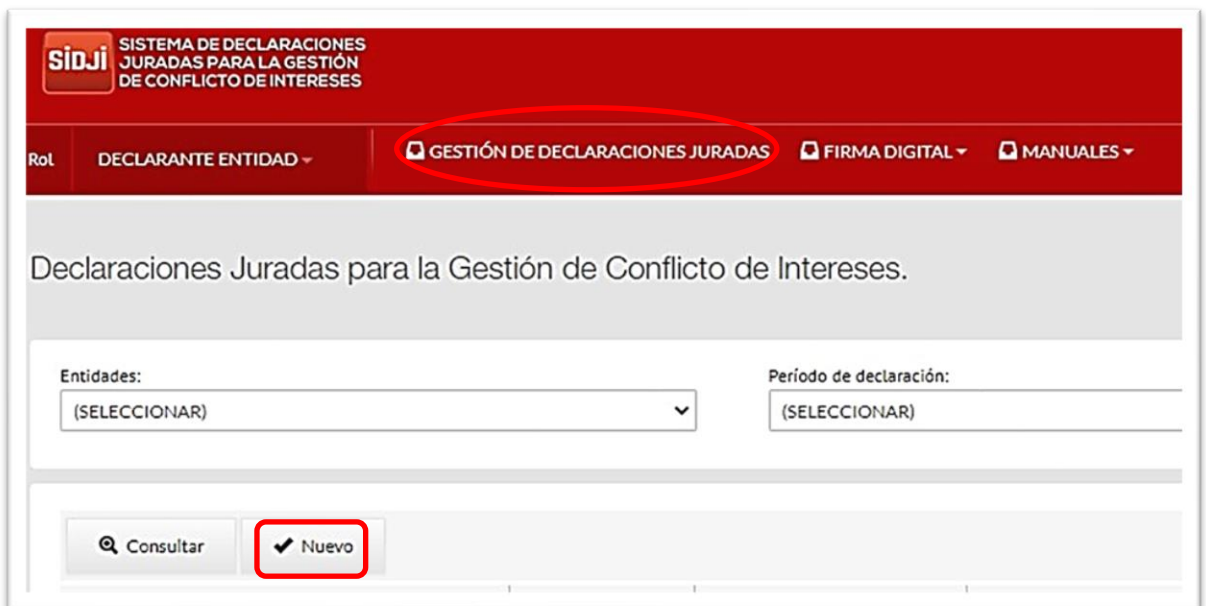 SiDJi
SISTEMA DE DECLARACIONES
JURADAS PARA LA GESTIÓN
DE CONFLICTO DE INTERESES
Rol DECLARANTE ENTIDAD GESTIÓN DE DECLARACIONES JURADAS FIRMA DIGITAL MANUALES
Declaraciones Juradas para la Gestión de Conflicto de Intereses.
Entidades: Período de declaración:
(SELECCIONAR) (SELECCIONAR)
Consultar Nuevo